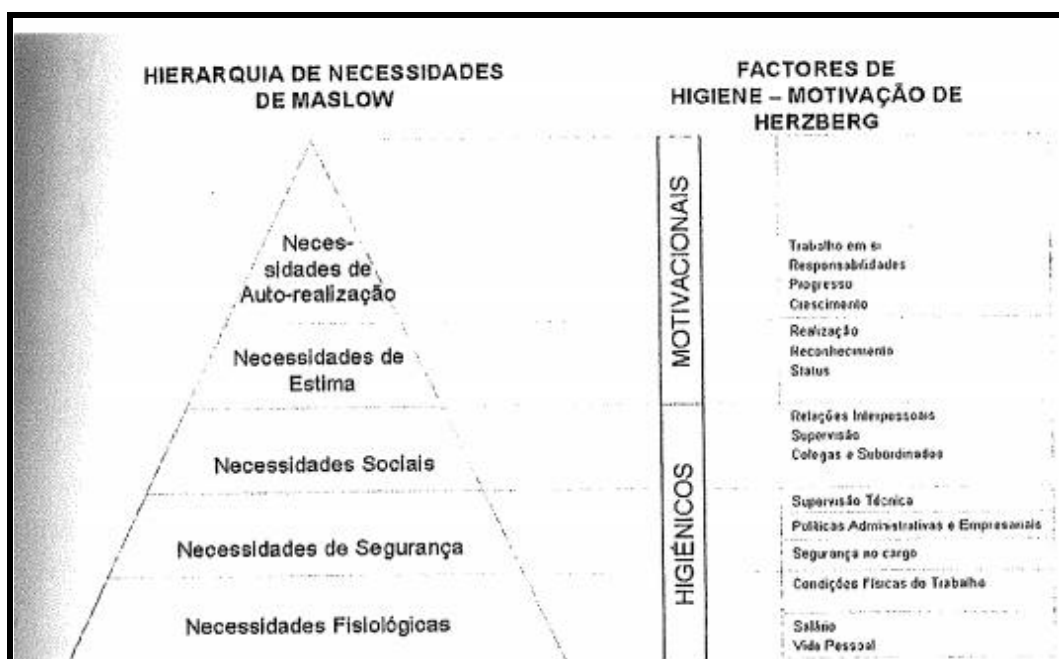 HIERARQUIA DE NECESSIDADES
DE MASLOW
FACTORES DE
HIGIENE – MOTIVAÇÃO DE
HERZBERG
Neces-
sidades de
Auto-realização
Necessidades de
Estima
Necessidades Sociais
Necessidades de Segurança
Necessidades Fisiológicas
MOTIVACIONAIS
HIGIÉNICOS
Trabalho em si
Responsabilidades
Progresso
Crescimento
Realização
Reconhecimento
Status
Relações Interpessoais
Supervisão
Colegas e Subordinados
Supervisão Técnica
Políticas Administrativas e Empresariais
Segurança no cargo
Condições Físicas do Trabalho
Salário
Vida Pessoal